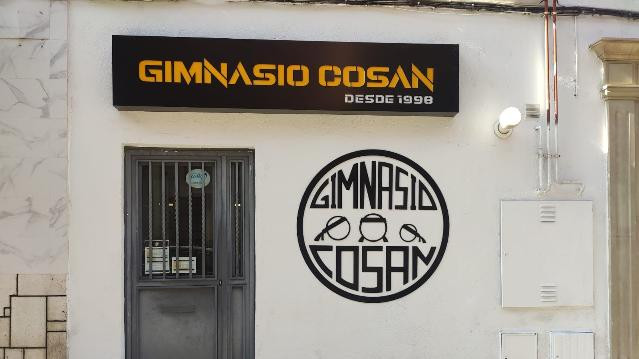 GIMNASIO COSAN
DESDE 1998
GIMNASIO
COSAN